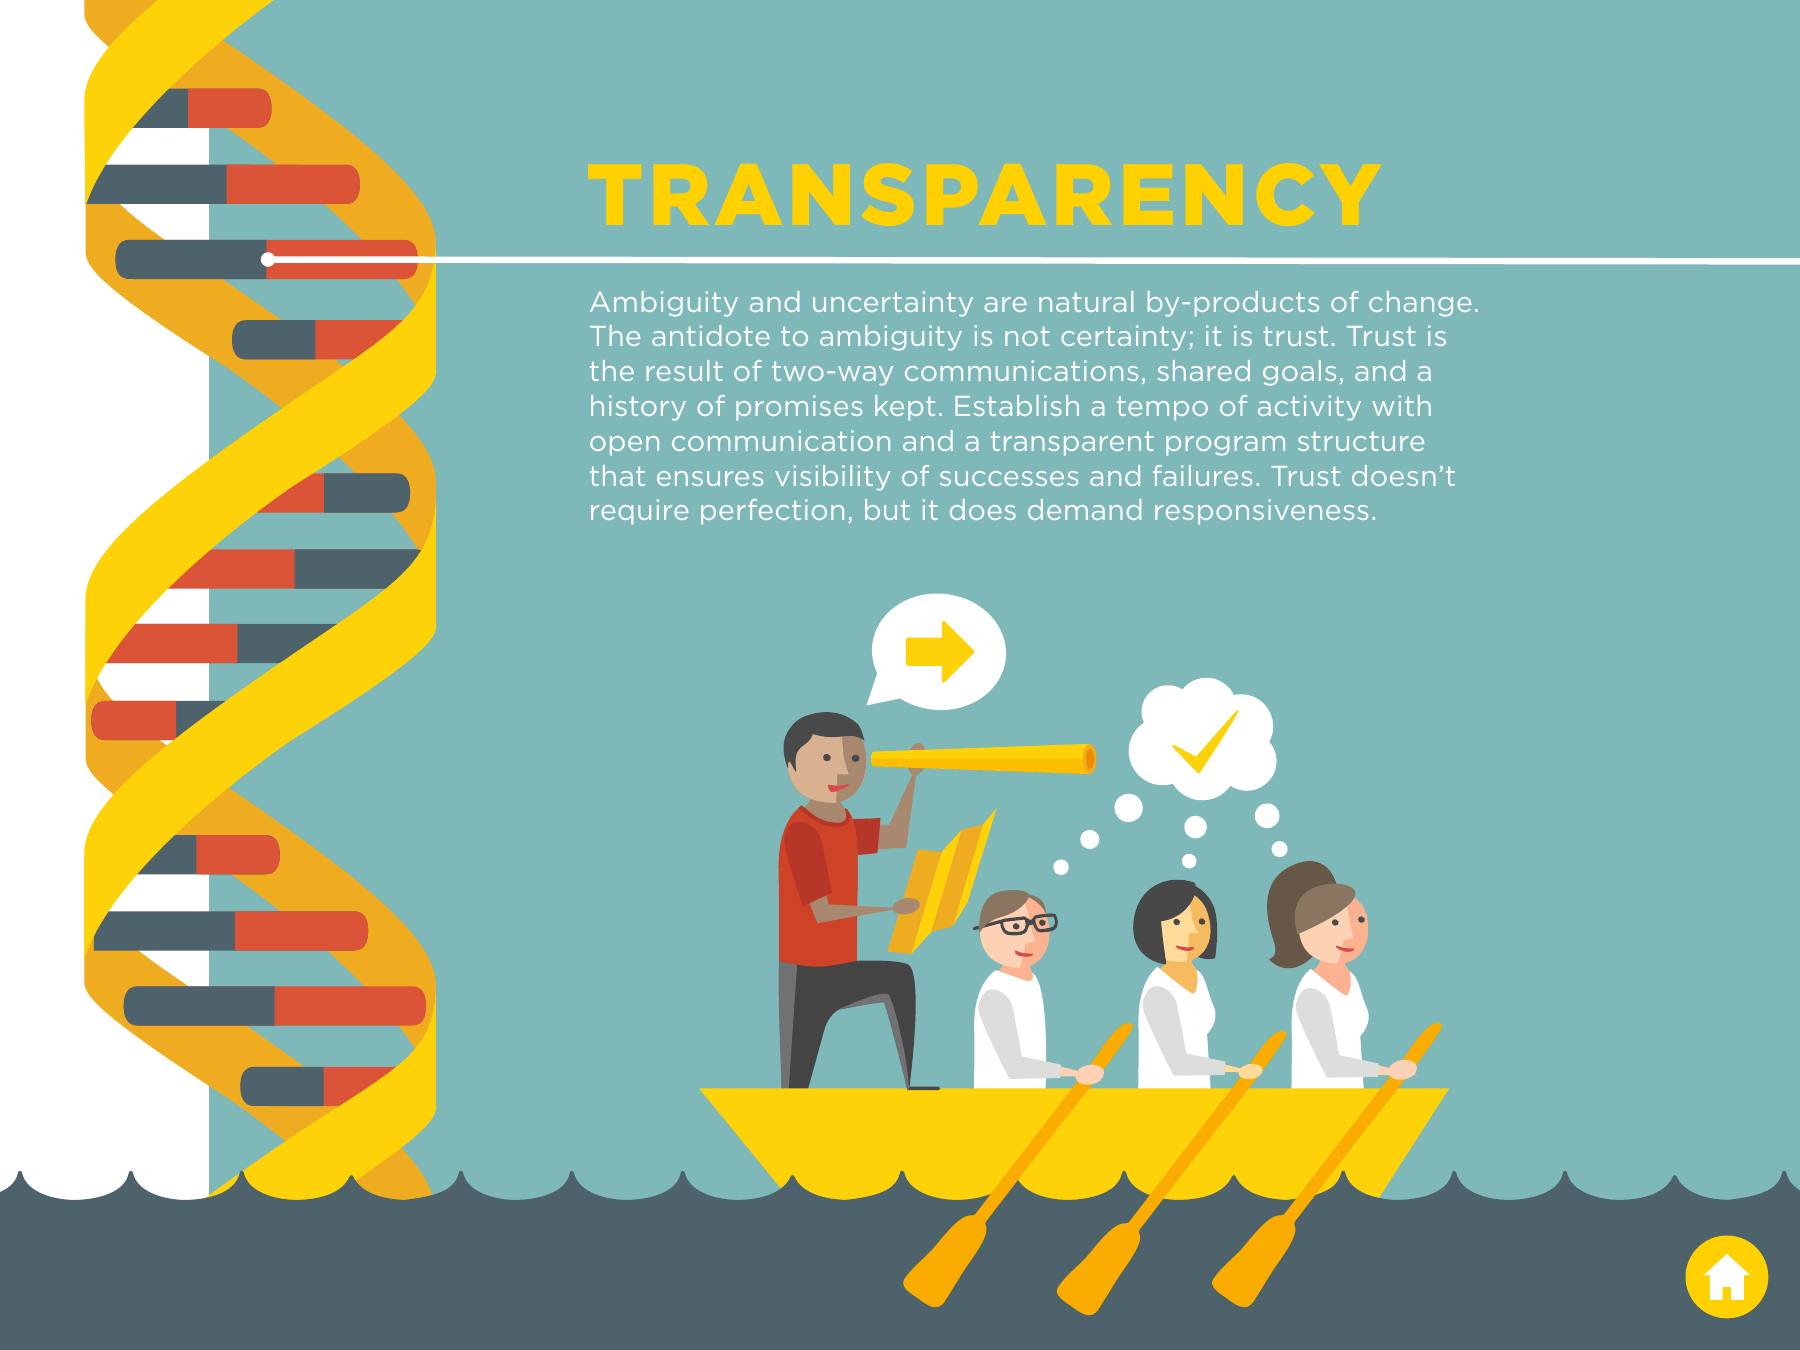 TRANSPARENCY
Ambiguity and uncertainty are natural by-products of change.
The antidote to ambiguity is not certainty; it is trust. Trust is
the result of two-way communications, shared goals, and a
history of promises kept. Establish a tempo of activity with
open communication and a transparent program structure
that ensures visibility of successes and failures. Trust doesn’t
require perfection, but it does demand responsiveness.